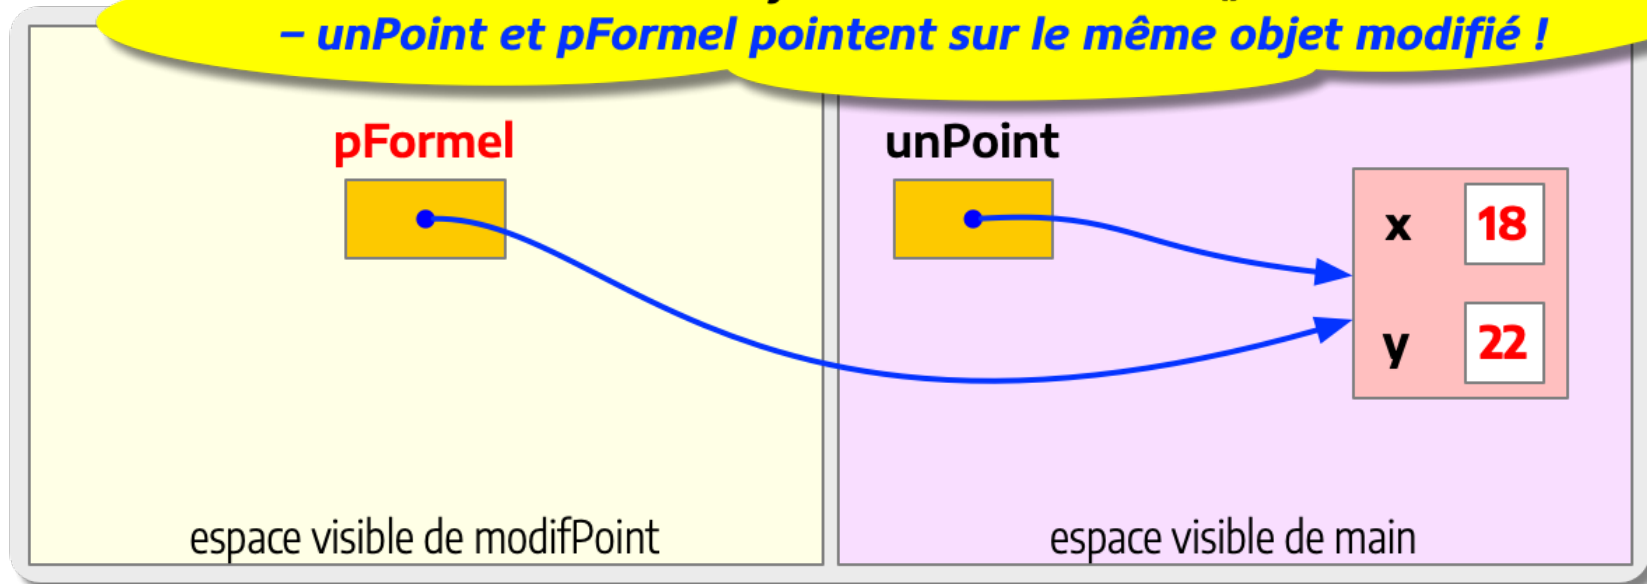 – unPoint et pFormel pointent sur le même objet modifié !
pFormel
unPoint
x 18
y 22
espace visible de modifPoint
espace visible de main